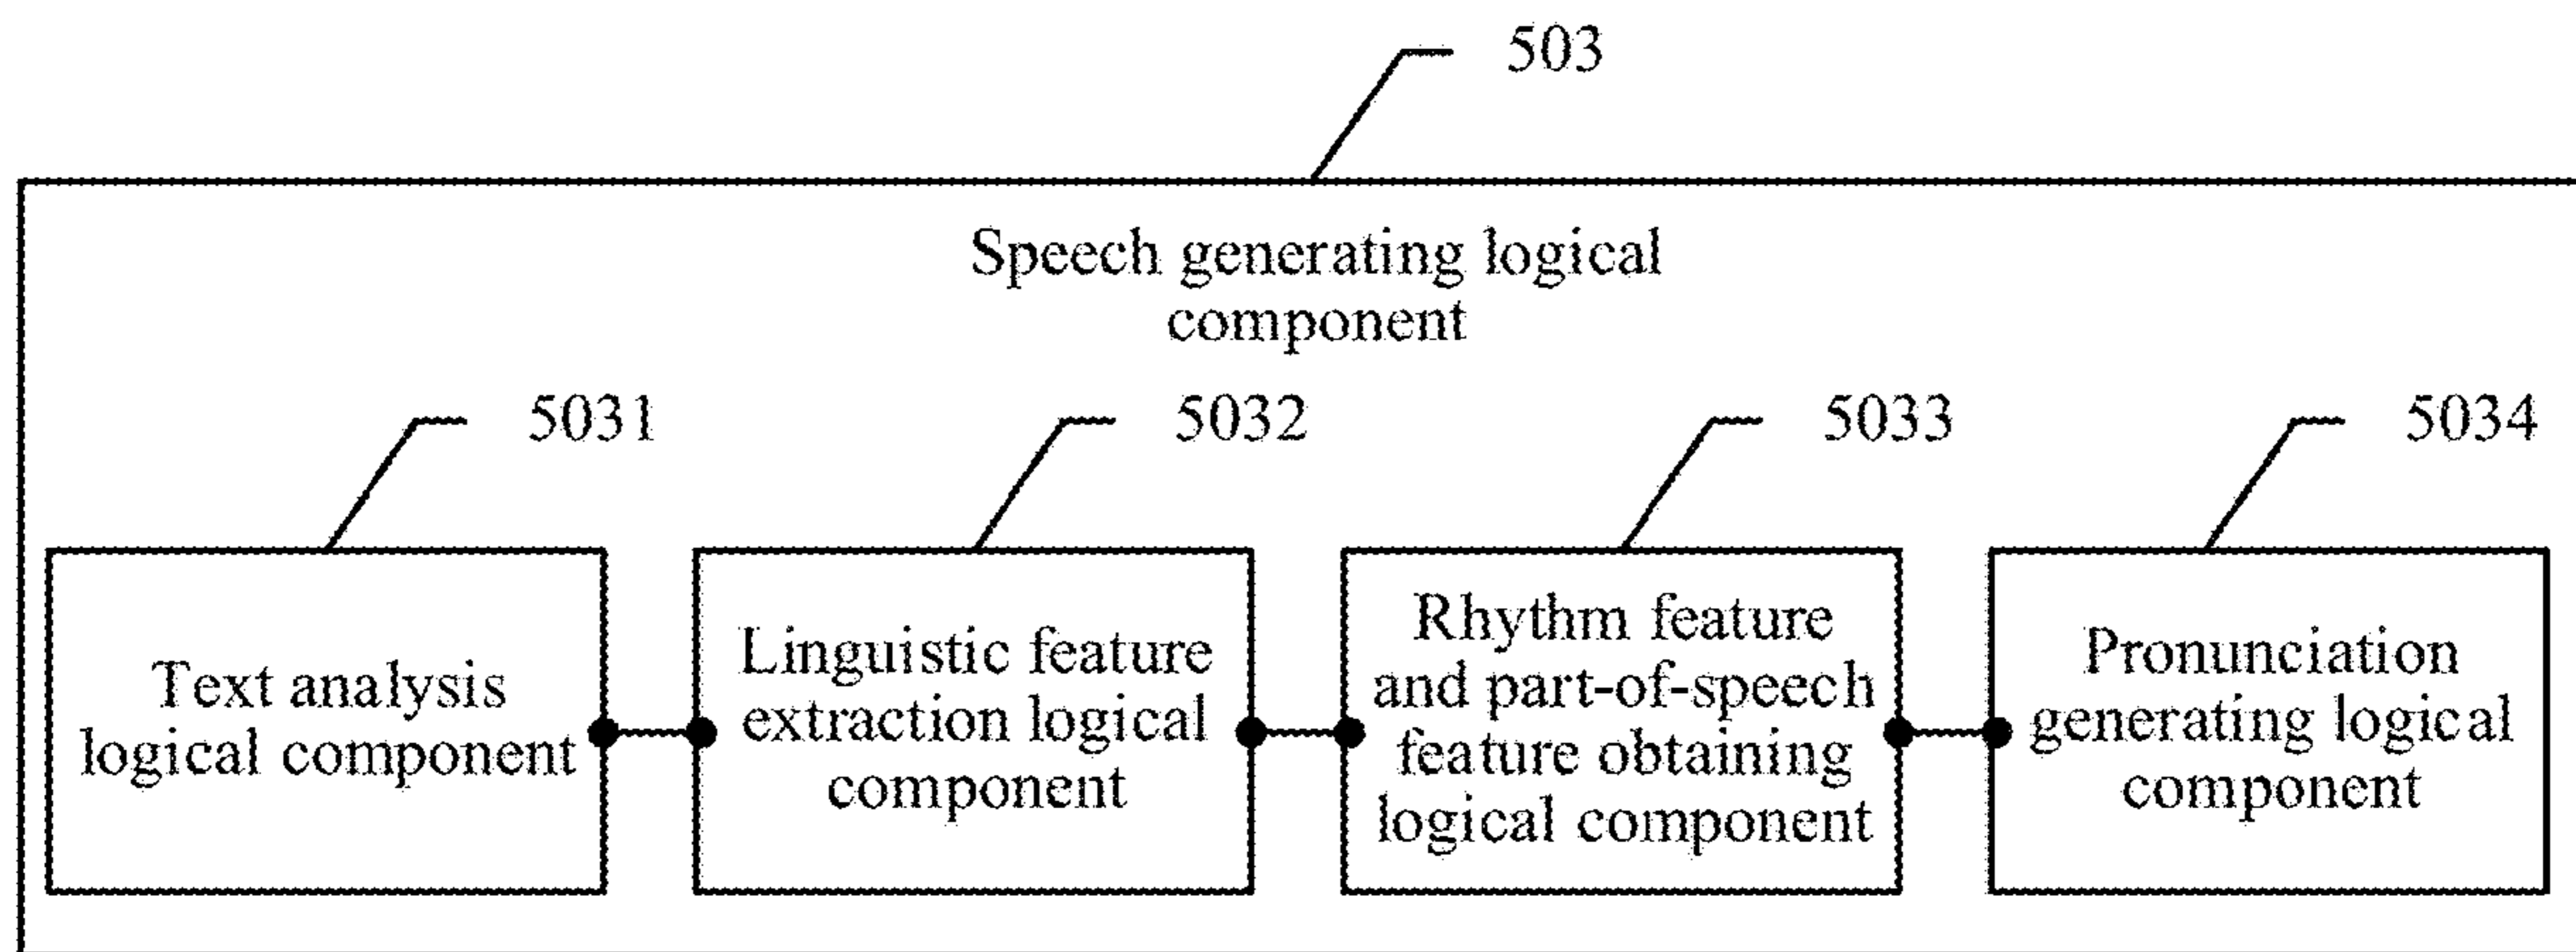 503
Speech generating logical
component
5031
5032
5033
5034
Text analysis
logical component
Linguistic feature
extraction logical
component
Rhythm feature
and part-of-speech
feature obtaining
logical component
Pronunciation
generating logical
component